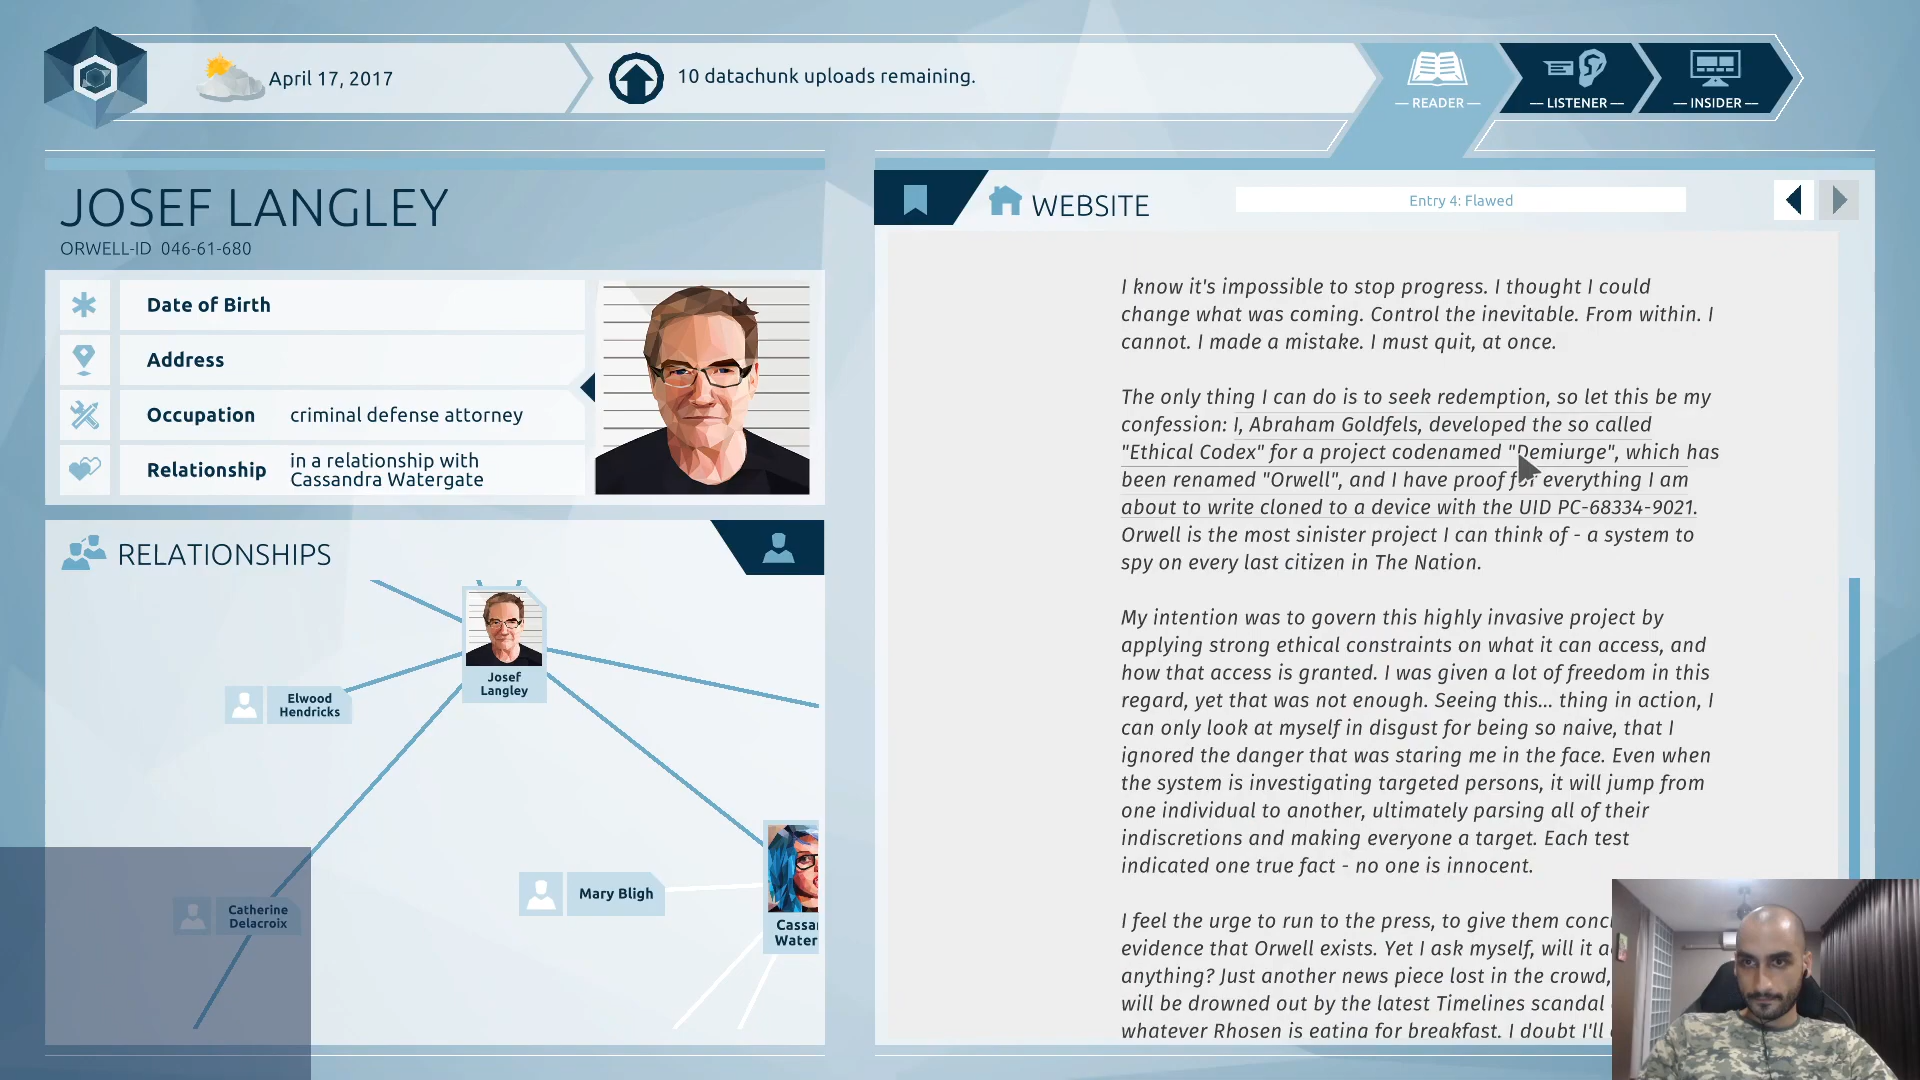 April 17, 2017
10 datachunk uploads remaining.
— READER —
— LISTENER —
— INSIDER —
JOSEF LANGLEY
ORWELL-ID 046-61-680
Date of Birth
Address
Occupation criminal defense attorney
Relationship in a relationship with
Cassandra Watergate
RELATIONSHIPS
Josef
Langley
Elwood
Hendricks
Catherine
Delacroix
Mary Bligh
Cassa
Water
WEBSITE
Entry 4: Flawed
I know it's impossible to stop progress. I thought I could
change what was coming. Control the inevitable. From within. I
cannot. I made a mistake. I must quit, at once.
The only thing I can do is to seek redemption, so let this be my
confession: I, Abraham Goldfels, developed the so called
"Ethical Codex" for a project codenamed "Demiurge", which has
been renamed "Orwell", and I have proof for everything I am
about to write cloned to a device with the UID PC-68334-9021.
Orwell is the most sinister project I can think of - a system to
spy on every last citizen in The Nation.
My intention was to govern this highly invasive project by
applying strong ethical constraints on what it can access, and
how that access is granted. I was given a lot of freedom in this
regard, yet that was not enough. Seeing this... thing in action, I
can only look at myself in disgust for being so naive, that I
ignored the danger that was staring me in the face. Even when
the system is investigating targeted persons, it will jump from
one individual to another, ultimately parsing all of their
indiscretions and making everyone a target. Each test
indicated one true fact - no one is innocent.
I feel the urge to run to the press, to give them conc
evidence that Orwell exists. Yet I ask myself, will it a
anything? Just another news piece lost in the crowd,
will be drowned out by the latest Timelines scandal
whatever Rhosen is eating for breakfast. I doubt I'll